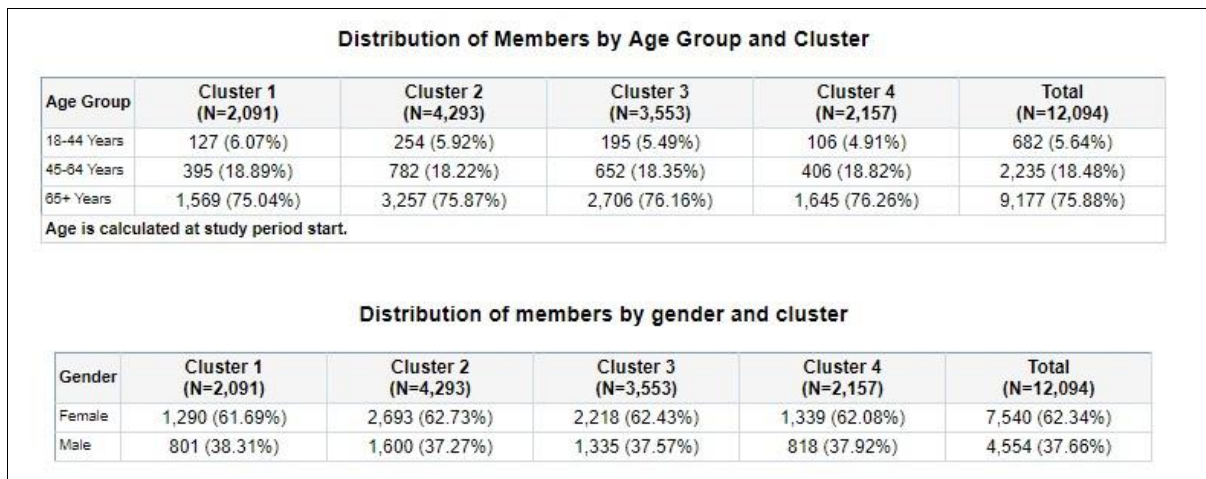 Distribution of Members by Age Group and Cluster
Age Group Cluster 1 (N=2,091) Cluster 2 (N=4,293) Cluster 3 (N=3,553) Cluster 4 (N=2,157) Total (N=12,094)
18-44 Years 127 (6.07%) 254 (5.92%) 195 (5.49%) 106 (4.91%) 682 (5.64%)
45-64 Years 395 (18.89%) 782 (18.22%) 652 (18.35%) 406 (18.82%) 2,235 (18.48%)
65+ Years 1,569 (75.04%) 3,257 (75.87%) 2,706 (76.16%) 1,645 (76.26%) 9,177 (75.88%)
Age is calculated at study period start.
Distribution of members by gender and cluster
Gender Cluster 1 (N=2,091) Cluster 2 (N=4,293) Cluster 3 (N=3,553) Cluster 4 (N=2,157) Total (N=12,094)
Female 1,290 (61.69%) 2,693 (62.73%) 2,218 (62.43%) 1,339 (62.08%) 7,540 (62.34%)
Male 801 (38.31%) 1,600 (37.27%) 1,335 (37.57%) 818 (37.92%) 4,554 (37.66%)